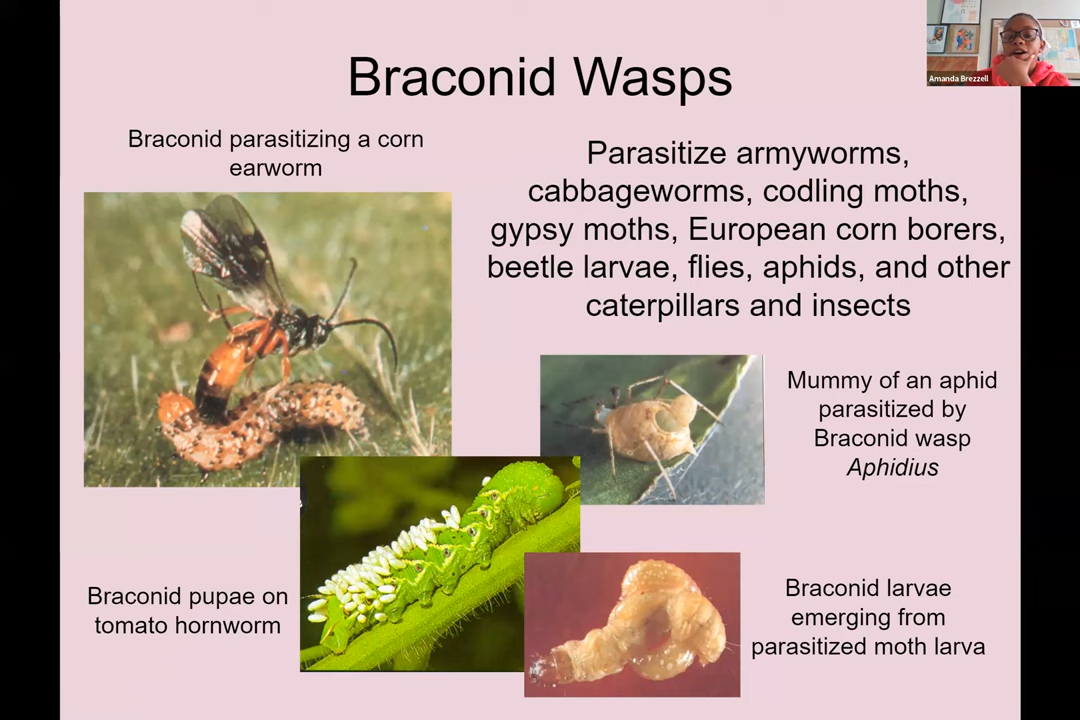 Braconid Wasps
Amanda Brezzell
Braconid parasitizing a corn
earworm
Parasitize armyworms,
cabbageworms, codling moths,
gypsy moths, European corn borers,
beetle larvae, flies, aphids, and other
caterpillars and insects
Mummy of an aphid
parasitized by
Braconid wasp
Aphidius
Braconid pupae on
tomato hornworm
Braconid larvae
emerging from
parasitized moth larva